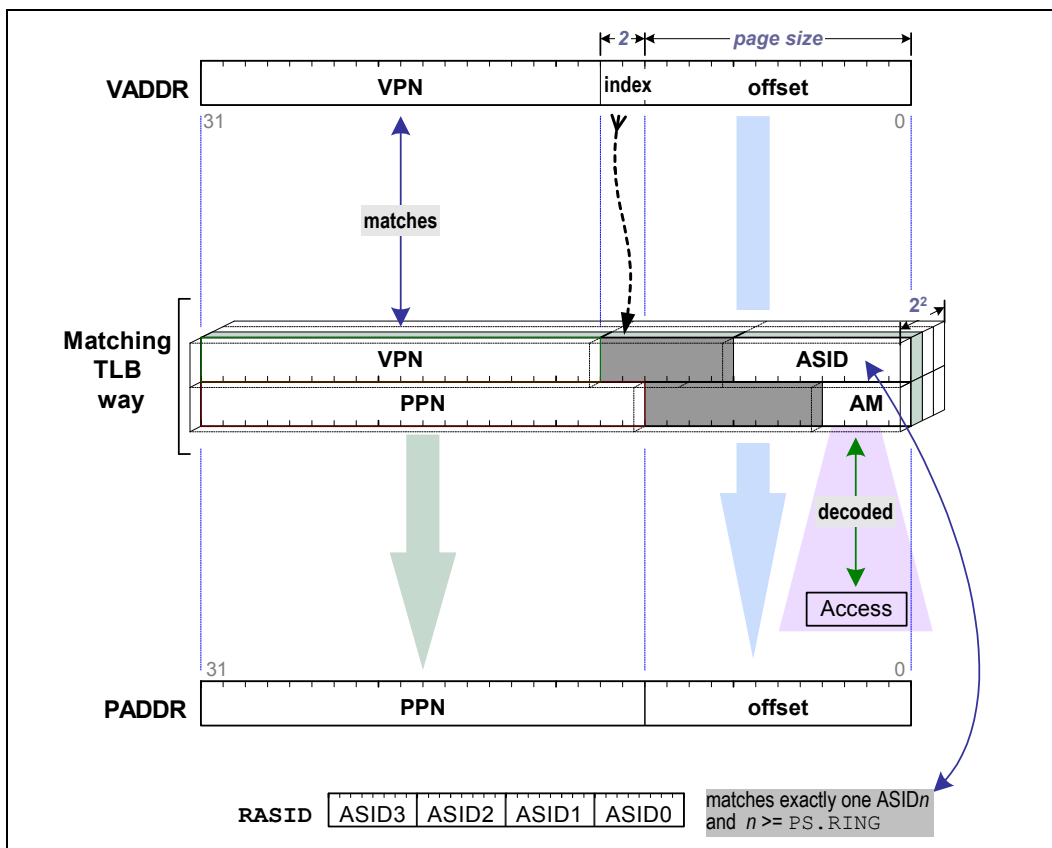 2 page size
VADDR VPN index offset
31 0
matches
2²
Matching
TLB
way
VPN ASID
PPN AM
decoded
Access
31 0
PADDR PPN offset
RASID ASID3 ASID2 ASID1 ASID0
matches exactly one ASIDn
and n >= PS.RING